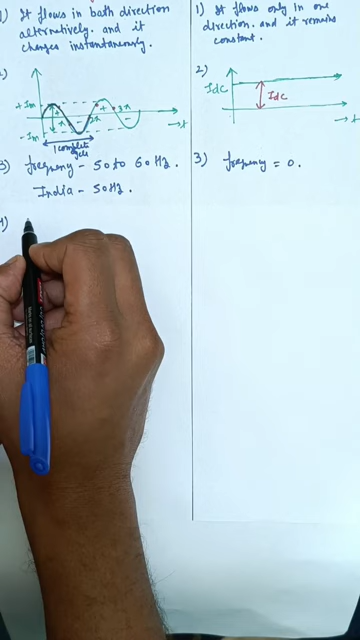 1) It flows in both direction
alternatively. and it
changes instantaneously.
2)
+Im
-Im
π
2π
3π
+
-
t
1 complete
cycle
3) frequency - 50 to 60 Hz.
India - 50Hz.
4)
1) It flows only in one
direction. and it remains
constant.
2)
Idc
Idc
t
3) frequency = 0.